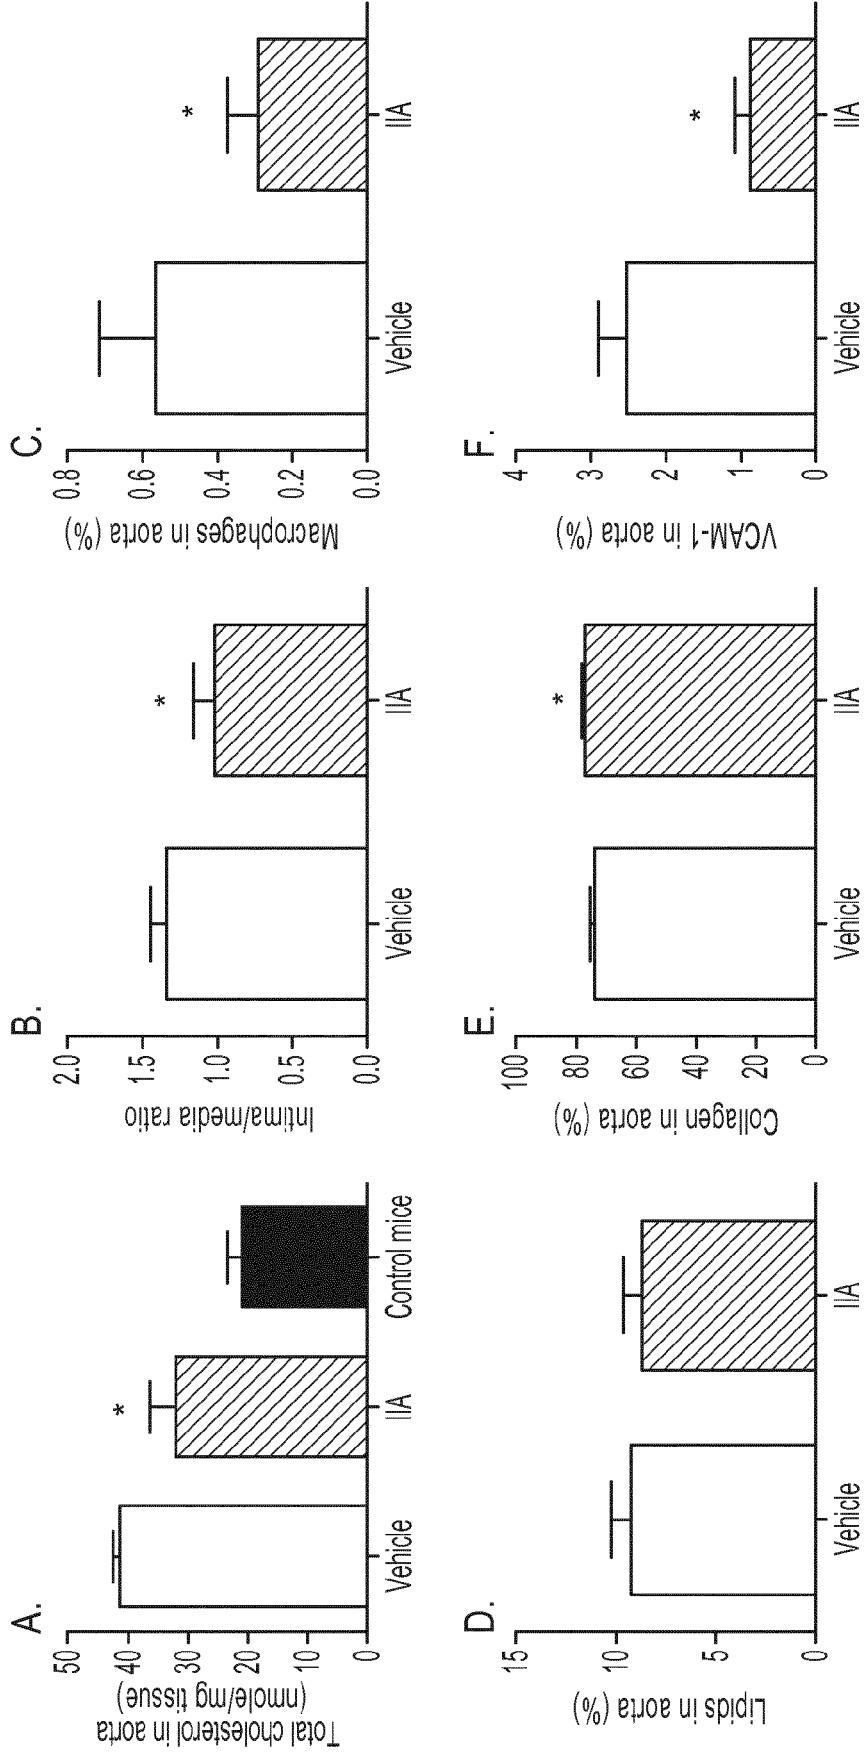 A.
Total cholesterol in aorta
(nmole/mg tissue)
50
40
30
20
10
0
*
Vehicle
IIA
Control mice
B.
Intima/media ratio
2.0
1.5
1.0
0.5
0.0
*
Vehicle
IIA
C.
Macrophages in aorta (%)
0.8
0.6
0.4
0.2
0.0
*
Vehicle
IIA
D.
Lipids in aorta (%)
15
10
5
0
Vehicle
IIA
E.
Collagen in aorta (%)
100
80
60
40
20
0
*
Vehicle
IIA
F.
VCAM-1 in aorta (%)
4
3
2
1
0
*
Vehicle
IIA